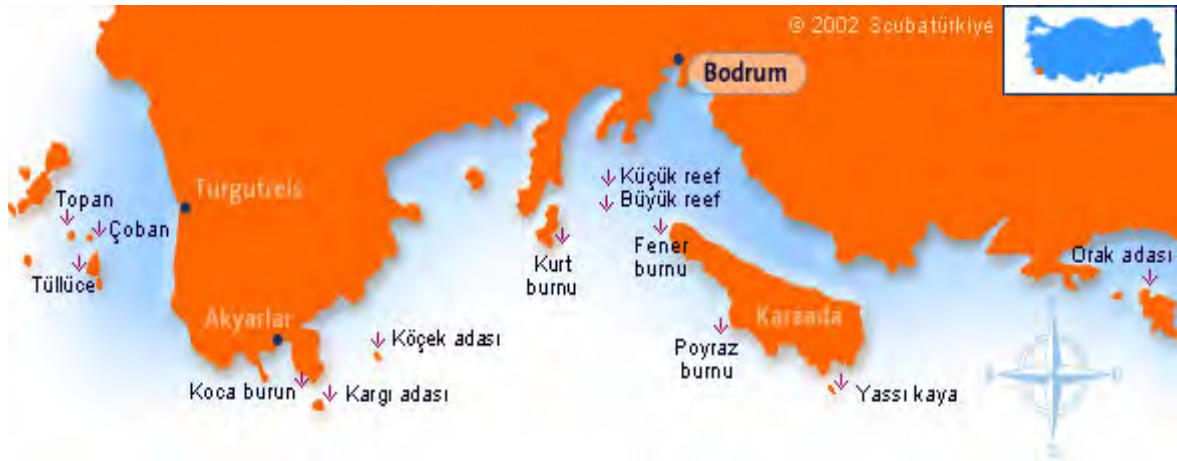 © 2002 Scubatürkiye
Bodrum
Küçük reef
Topan
Turgutreis
Büyük reef
Çoban
Fener
burnu
Kurt
burnu
Orak adası
Tüllüce
Akyarlar
Karaada
Köçek adası
Poyraz
burnu
Koca burun
Kargı adası
Yassı kaya